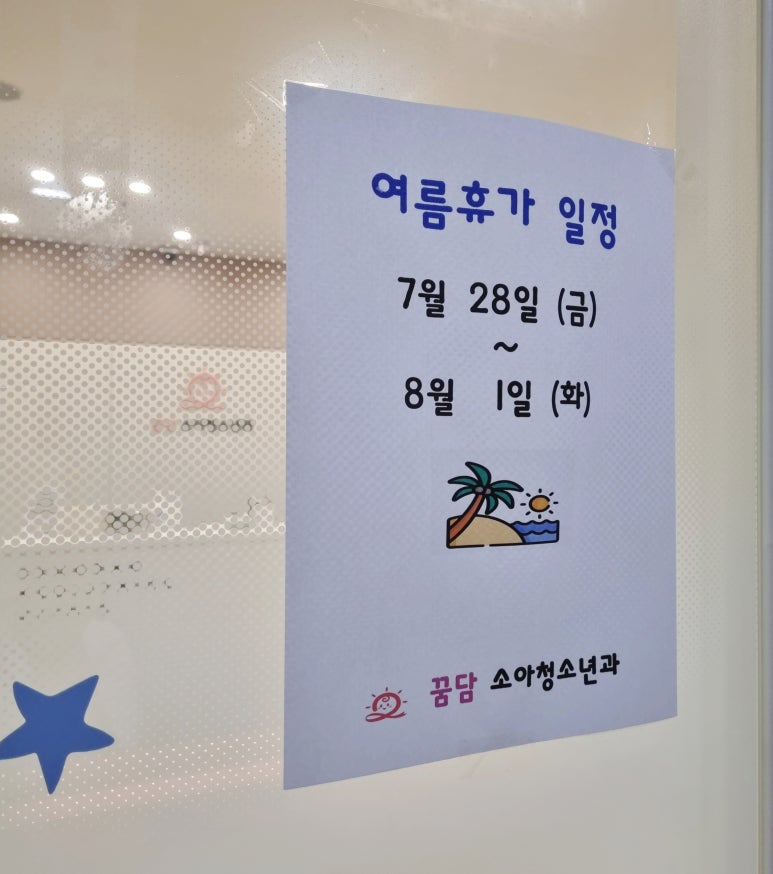 여름휴가 일정
7월 28일 (금)
~
8월 1일 (화)
꿈담 소아청소년과